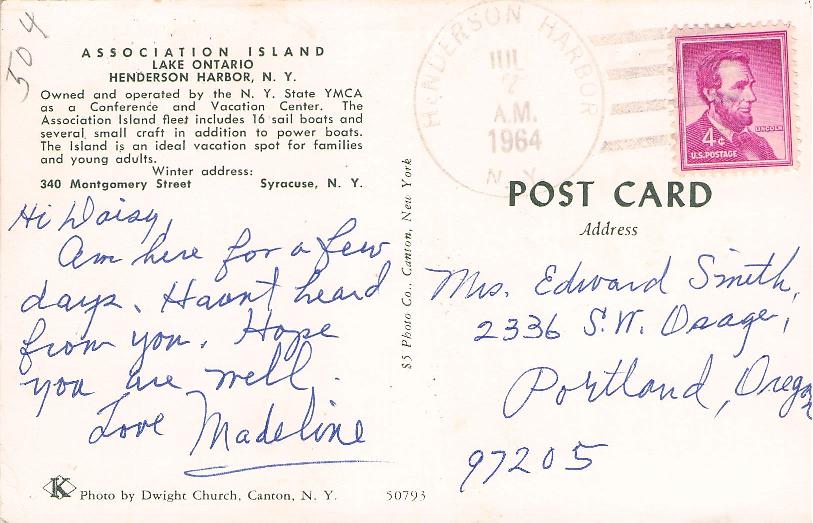 504
ASSOCIATION ISLAND
LAKE ONTARIO
HENDERSON HARBOR, N. Y.
Owned and operated by the N. Y. State YMCA
as a Conference and Vacation Center. The
Association Island fleet includes 16 sail boats and
several small craft in addition to power boats.
The Island is an ideal vacation spot for families
and young adults.
Winter address:
340 Montgomery Street Syracuse, N. Y.
Hi Daisy,
Am here for a few
days. Havnt heard
from you. Hope
you are well.
Love Madeline
K Photo by Dwight Church, Canton, N. Y. 50793
Photo Co., Canton, New York
HENDERSON HARBOR
JUL
7
A.M.
1964
N. Y.
LINCOLN
4¢
U.S. POSTAGE
POST CARD
Address
Mrs. Edward Smith,
2336 S.W. Osage,
Portland, Oregon
97205